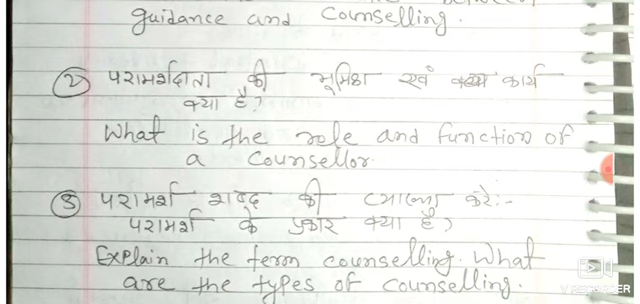 guidance and Counselling.
(2) परामर्शदाता की भूमिका एवं कार्य
क्या है?
What is the role and function of
a Counsellor.
(3) परामर्श शब्द की व्याख्या करे:-
परामर्श के प्रकार क्या है?
Explain the term counselling. What
are the types of counselling.